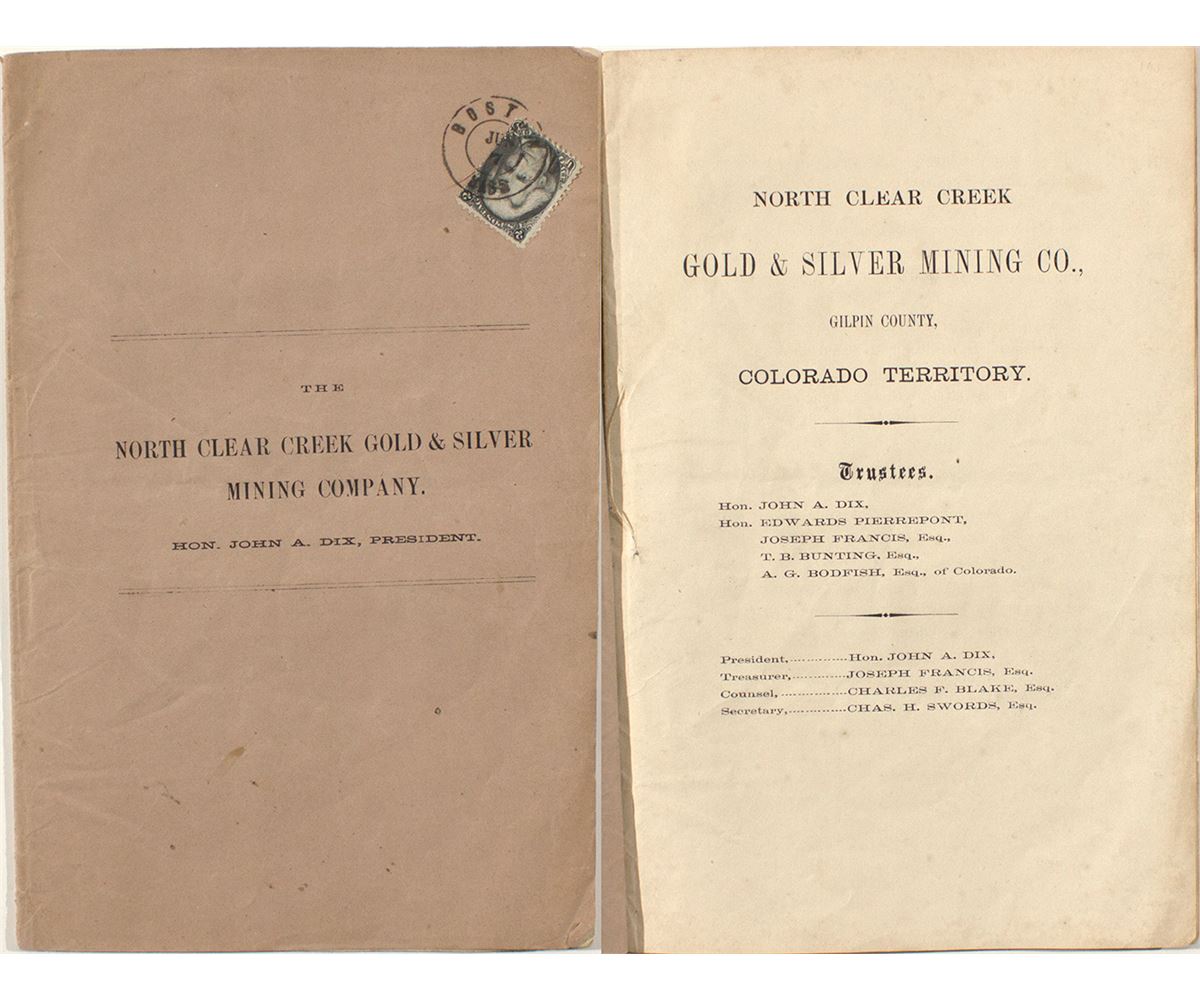 BOST
THE
NORTH CLEAR CREEK GOLD & SILVER
MINING COMPANY.
HON. JOHN A. DIX, PRESIDENT.
NORTH CLEAR CREEK
GOLD & SILVER MINING CO.,
GILPIN COUNTY,
COLORADO TERRITORY.
Trustees.
Hon. JOHN A. DIX,
Hon. EDWARDS PIERREPONT,
JOSEPH FRANCIS, Esq.,
T. B. BUNTING, Esq.,
A. G. BODFISH, Esq., of Colorado.
President,.............Hon. JOHN A. DIX,
Treasurer,............JOSEPH FRANCIS, Esq.
Counsel, ...............CHARLES F. BLAKE, Esq.
Secretary,.............CHAS. H. SWORDS, Esq.